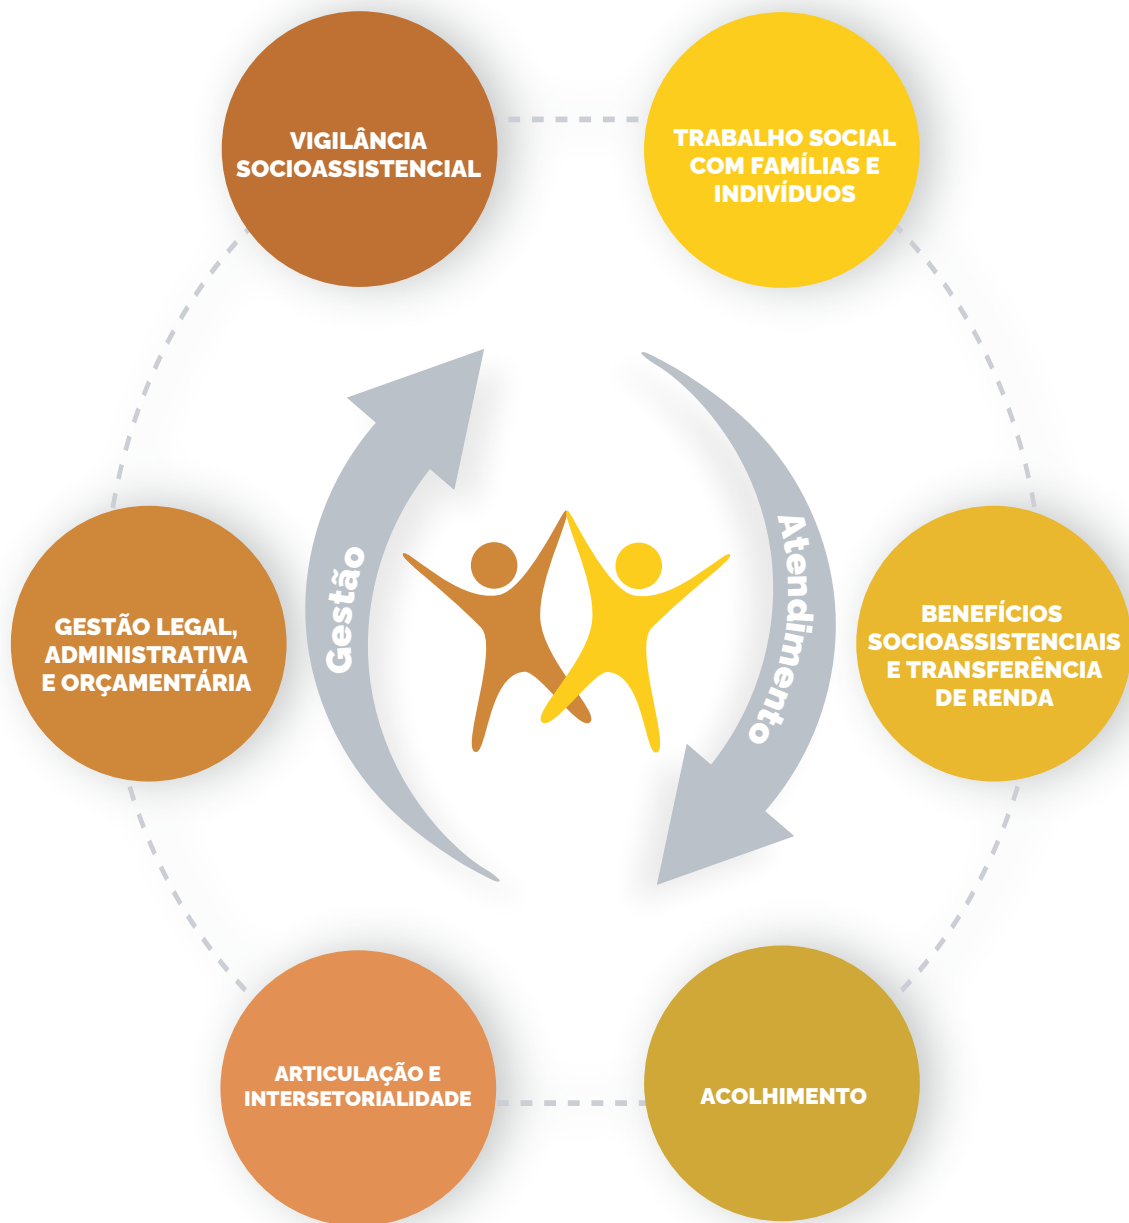 VIGILÂNCIA
SOCIOASSISTENCIAL
TRABALHO SOCIAL
COM FAMÍLIAS E
INDIVÍDUOS
Gestão
Atendimento
GESTÃO LEGAL,
ADMINISTRATIVA
E ORÇAMENTÁRIA
BENEFÍCIOS
SOCIOASSISTENCIAIS
E TRANSFERÊNCIA
DE RENDA
ARTICULAÇÃO E
INTERSETORIALIDADE
ACOLHIMENTO